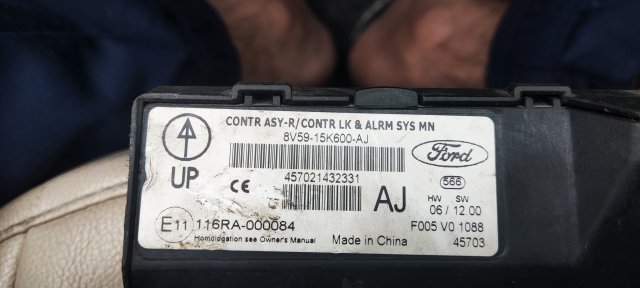 CONTR ASY-R/CONTR LK & ALRM SYS MN
8V59-15K600-AJ
Ford
UP
457021432331
CE
AJ
566
HW SW
06 / 12.00
E11 116RA-000084
F005 V0 1088
Homologation see Owner's Manual
Made in China
45703